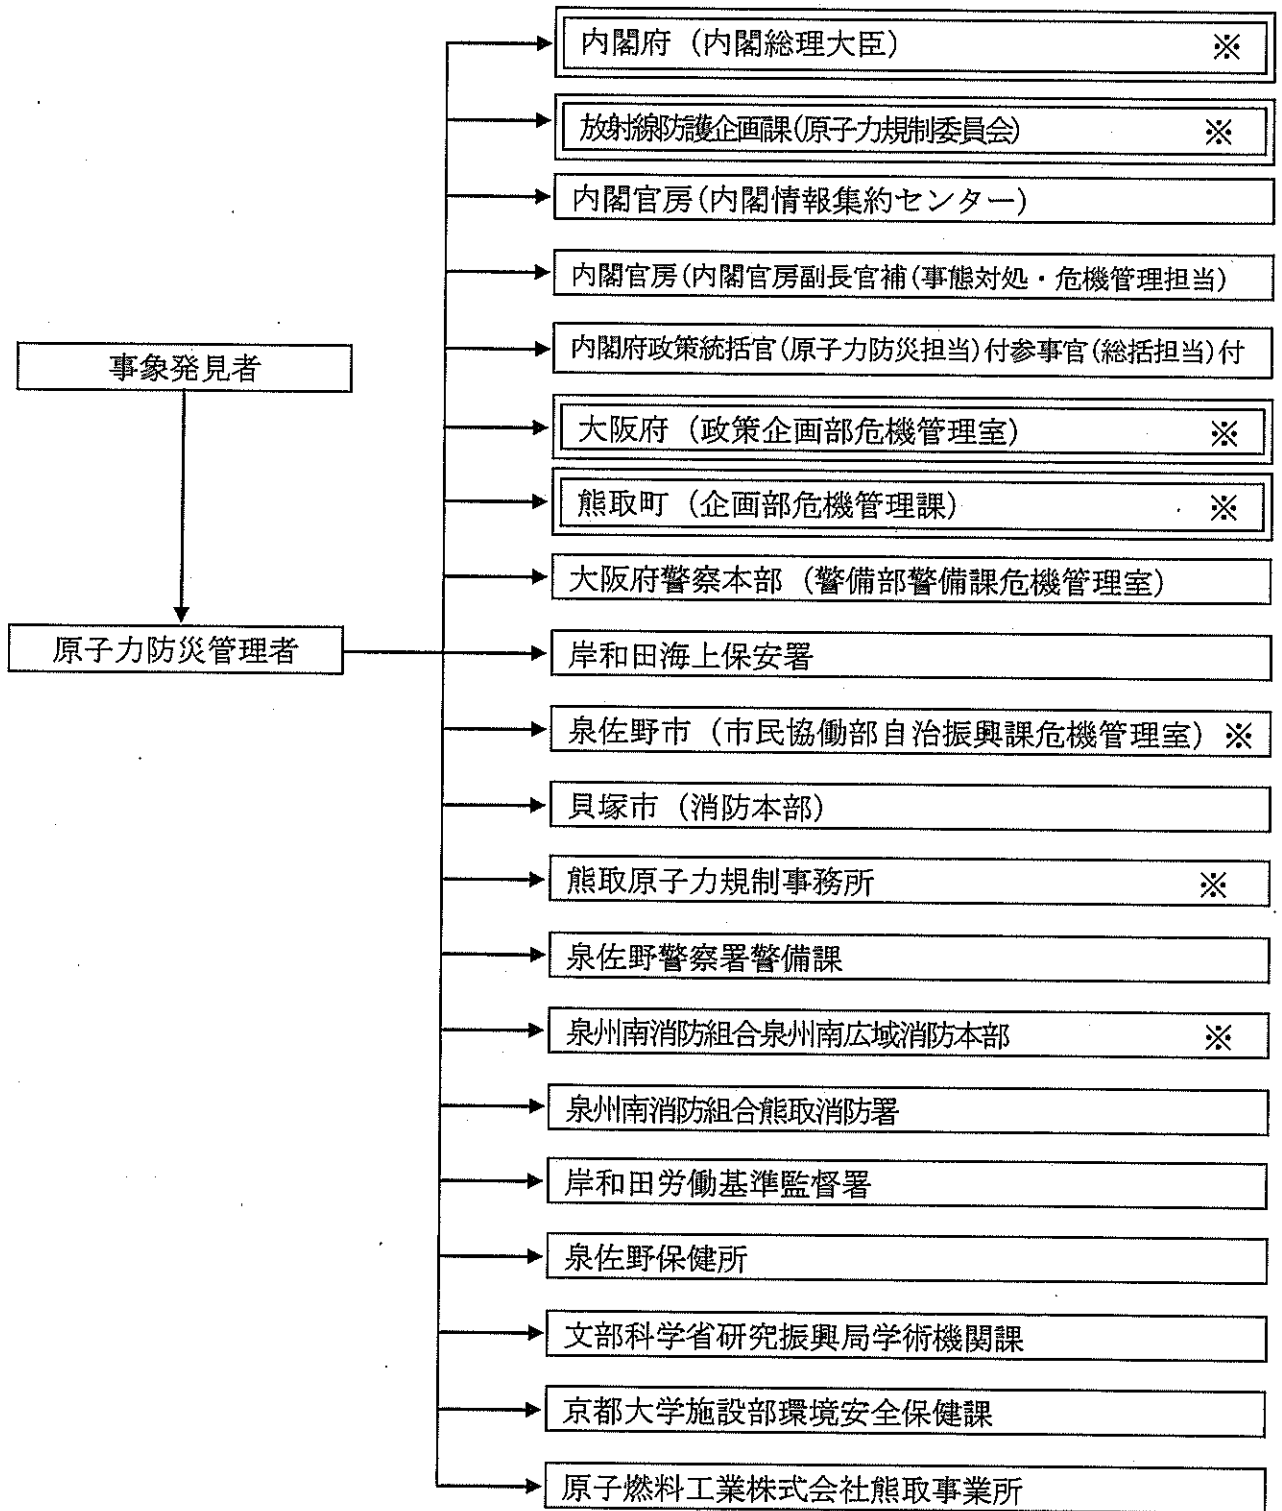 内閣府（内閣総理大臣） ※
放射線防護企画課(原子力規制委員会) ※
内閣官房(内閣情報集約センター)
内閣官房(内閣官房副長官補(事態対処・危機管理担当)
内閣府政策統括官(原子力防災担当)付参事官(総括担当)付
事象発見者
大阪府（政策企画部危機管理室） ※
熊取町（企画部危機管理課） ※
大阪府警察本部（警備部警備課危機管理室）
原子力防災管理者
岸和田海上保安署
泉佐野市（市民協働部自治振興課危機管理室）※
貝塚市（消防本部）
熊取原子力規制事務所 ※
泉佐野警察署警備課
泉州南消防組合泉州南広域消防本部 ※
泉州南消防組合熊取消防署
岸和田労働基準監督署
泉佐野保健所
文部科学省研究振興局学術機関課
京都大学施設部環境安全保健課
原子燃料工業株式会社熊取事業所